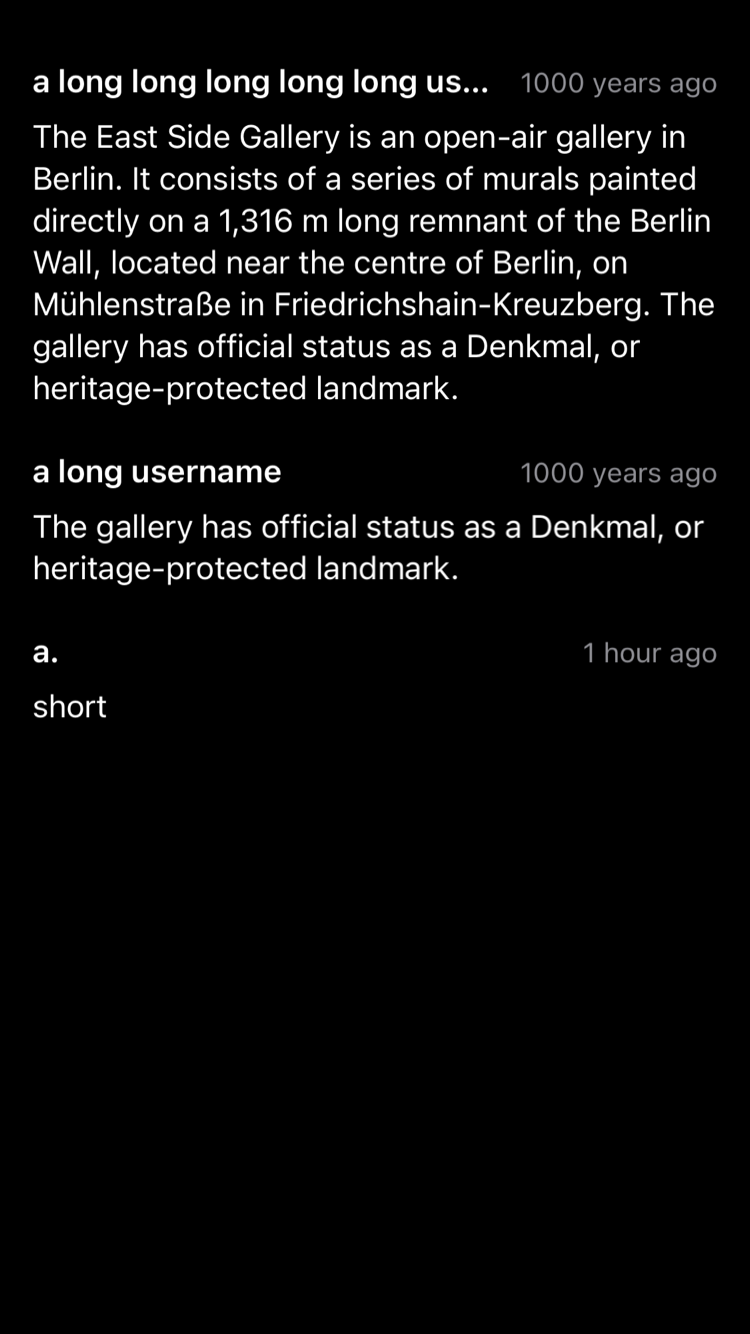 a long long long long long us... 1000 years ago
The East Side Gallery is an open-air gallery in
Berlin. It consists of a series of murals painted
directly on a 1,316 m long remnant of the Berlin
Wall, located near the centre of Berlin, on
Mühlenstraße in Friedrichshain-Kreuzberg. The
gallery has official status as a Denkmal, or
heritage-protected landmark.
a long username 1000 years ago
The gallery has official status as a Denkmal, or
heritage-protected landmark.
a. 1 hour ago
short